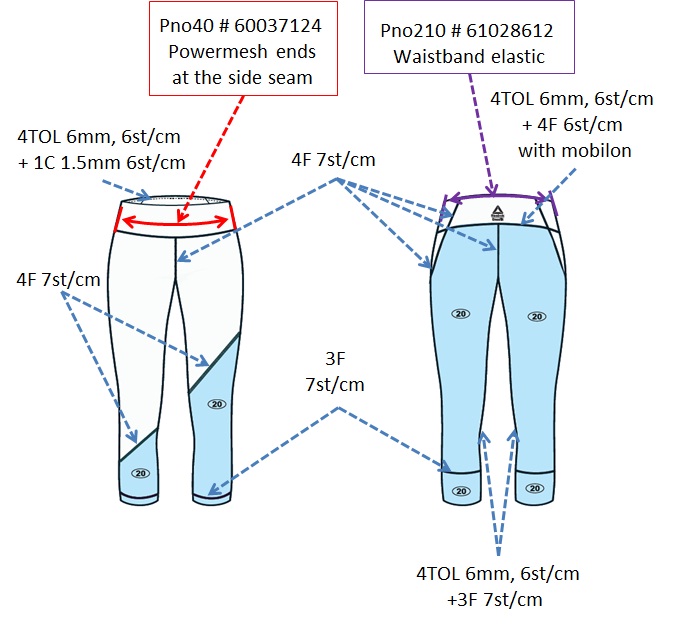 Pno40 # 60037124
Powermesh ends
at the side seam
Pno210 # 61028612
Waistband elastic
4TOL 6mm, 6st/cm
+ 1C 1.5mm 6st/cm
4F 7st/cm
4TOL 6mm, 6st/cm
+ 4F 6st/cm
with mobilon
4F 7st/cm
20
20
3F
7st/cm
20
20
20
20
4TOL 6mm, 6st/cm
+3F 7st/cm